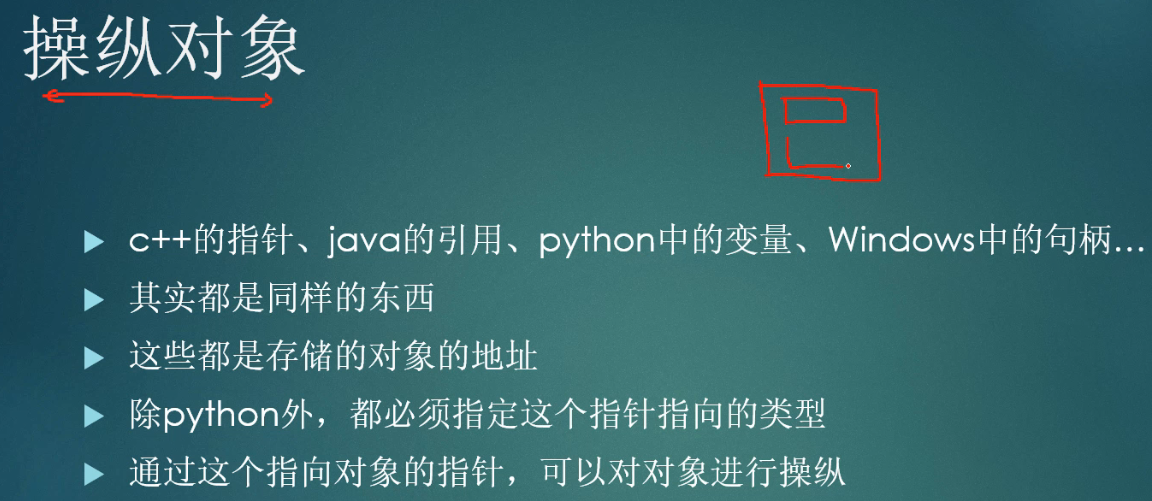 操纵对象
c++的指针、java的引用、python中的变量、Windows中的句柄…
其实都是同样的东西
这些都是存储的对象的地址
除python外，都必须指定这个指针指向的类型
通过这个指向对象的指针，可以对对象进行操纵